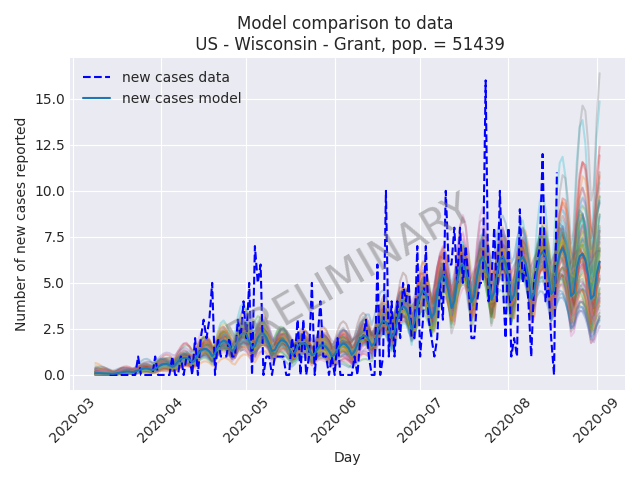 Model comparison to data
US - Wisconsin - Grant, pop. = 51439
new cases data
new cases model
Number of new cases reported
15.0
12.5
10.0
7.5
5.0
2.5
0.0
PRELIMINARY
2020-03
2020-04
2020-05
2020-06
2020-07
2020-08
2020-09
Day